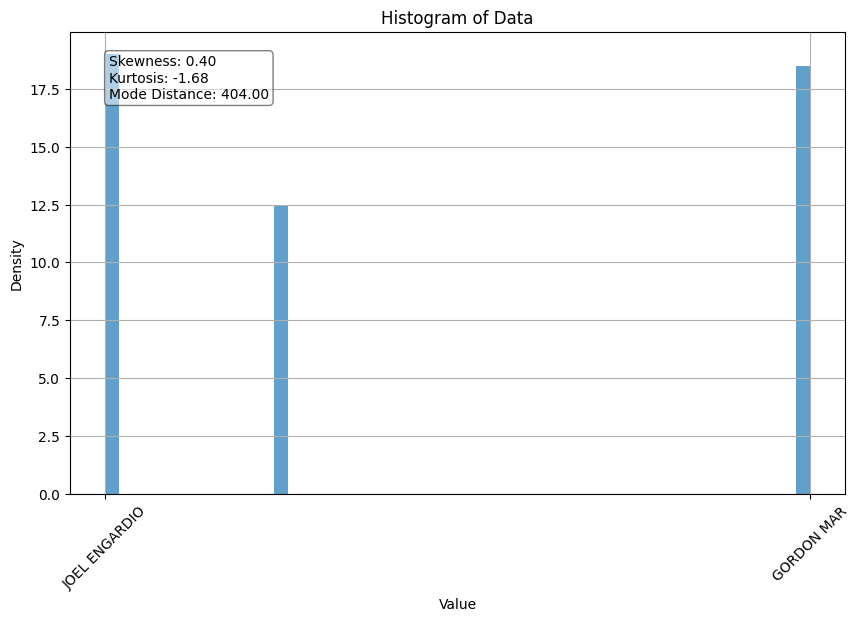 Histogram of Data
Skewness: 0.40
Kurtosis: -1.68
Mode Distance: 404.00
17.5
15.0
12.5
10.0
7.5
5.0
2.5
0.0
Density
JOEL ENGARDIO
GORDON MAR
Value